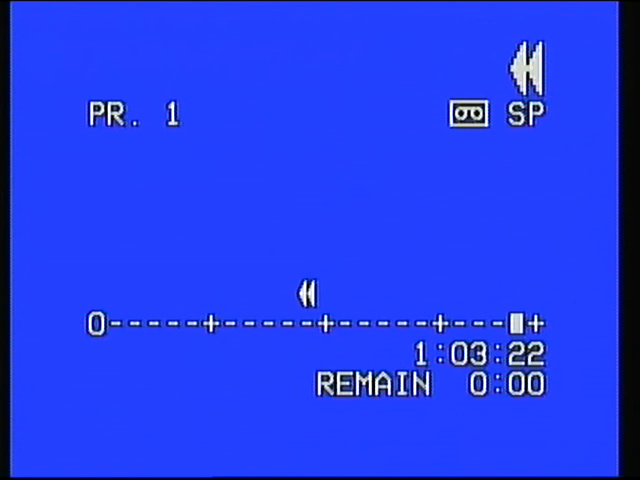 PR. 1 SP
0-----+-----+-----+---■+
1:03:22
REMAIN 0:00